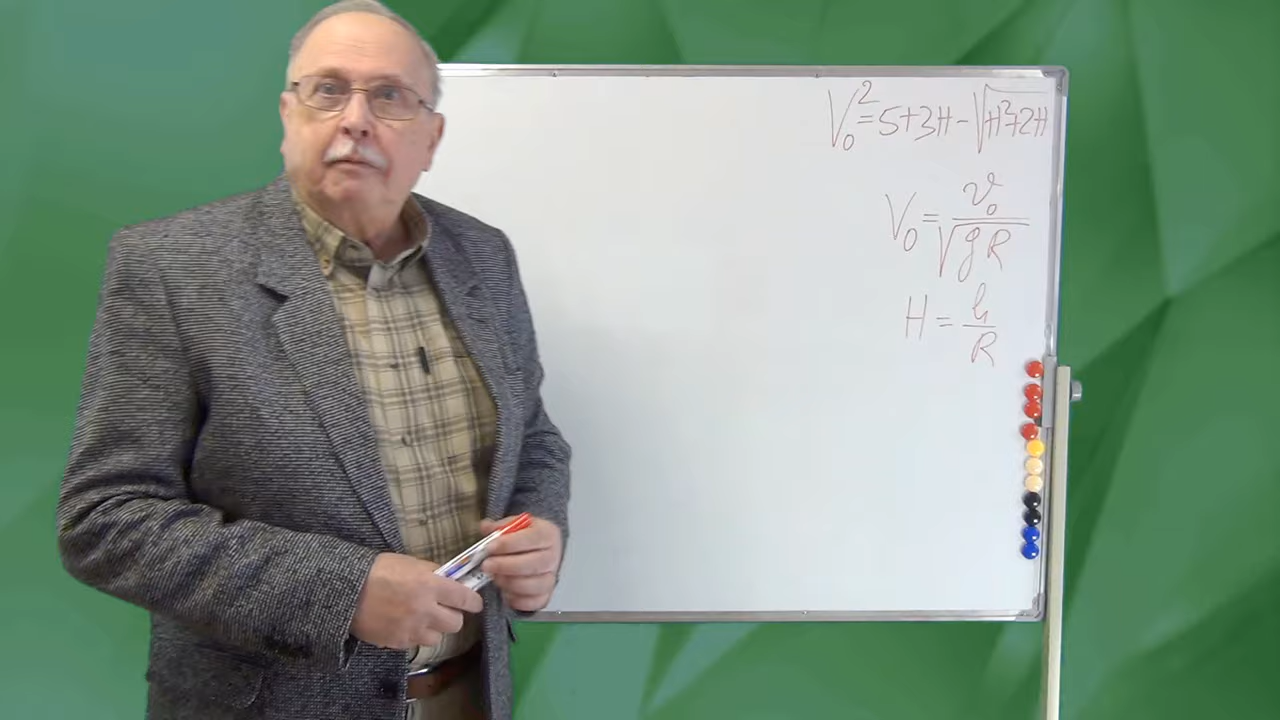 V₀² = 5+3H − √(H²+2H)
V₀ = v₀/√(gR)
H = h/R